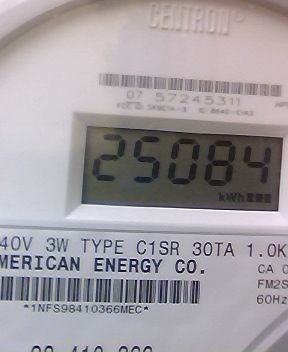 CENTRON®
07 57245311
25084
kWh
40V 3W TYPE C1SR 30TA 1.0K
MERICAN ENERGY CO.
CA 0
FM2S
60Hz
*1NFS98410366MEC*